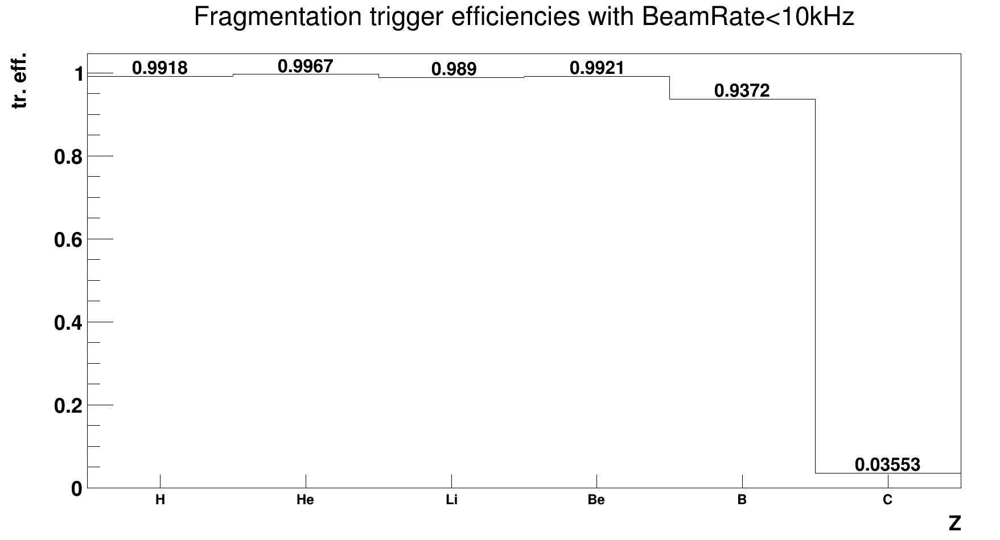 Fragmentation trigger efficiencies with BeamRate<10kHz
tr. eff.
1
0.8
0.6
0.4
0.2
0
0.9918
0.9967
0.989
0.9921
0.9372
0.03553
H
He
Li
Be
B
C
Z